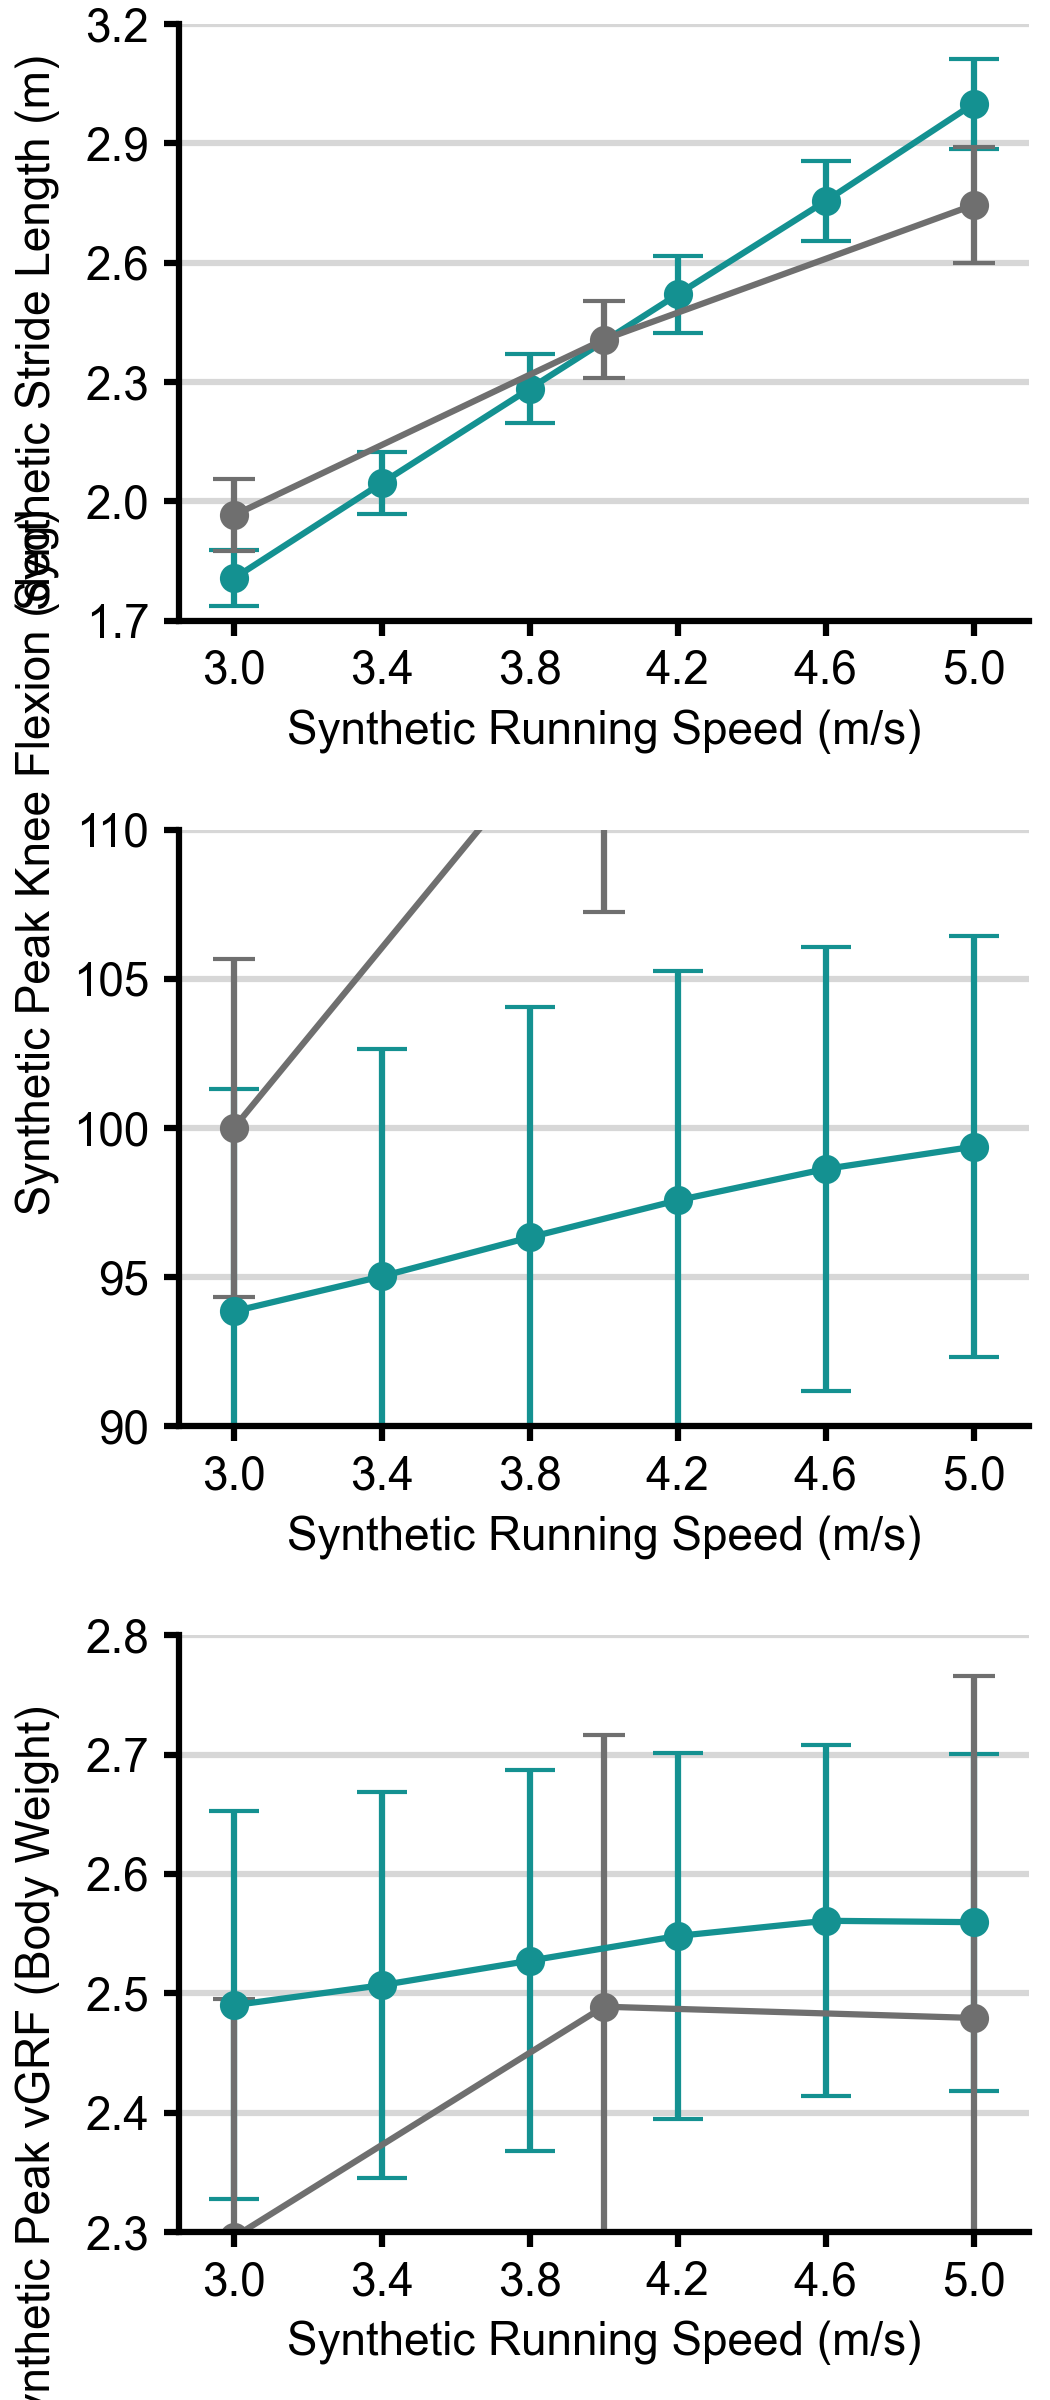 Synthetic Stride Length (m)
3.2
2.9
2.6
2.3
2.0
1.7
3.0 3.4 3.8 4.2 4.6 5.0
Synthetic Running Speed (m/s)
Synthetic Peak Knee Flexion (deg)
110
105
100
95
90
3.0 3.4 3.8 4.2 4.6 5.0
Synthetic Running Speed (m/s)
nthetic Peak vGRF (Body Weight)
2.8
2.7
2.6
2.5
2.4
2.3
3.0 3.4 3.8 4.2 4.6 5.0
Synthetic Running Speed (m/s)